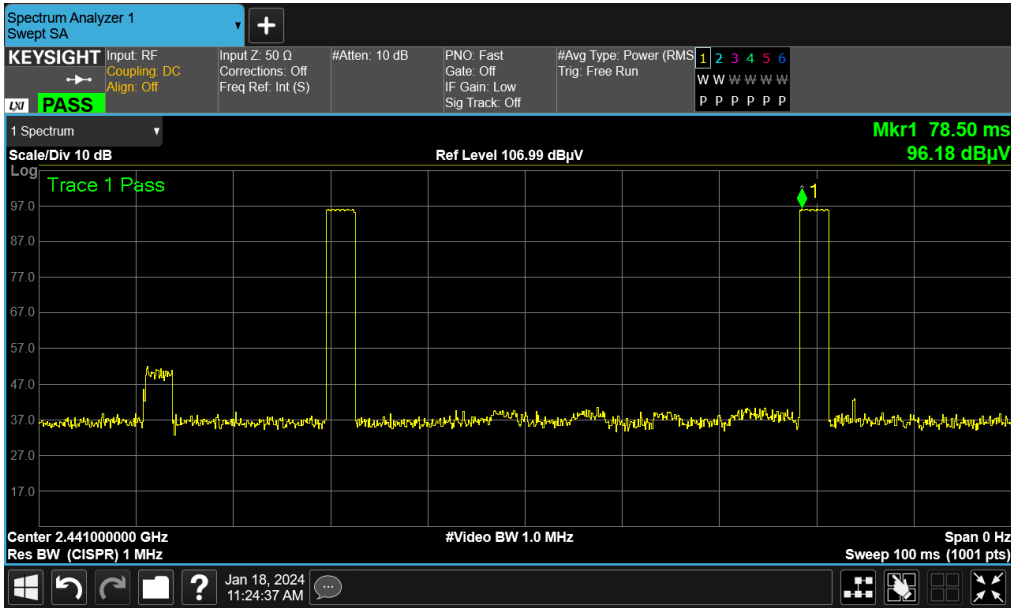 Spectrum Analyzer 1
Swept SA
+
KEYSIGHT
LXI PASS
Input: RF
Coupling: DC
Align: Off
Input Z: 50 Ω
Corrections: Off
Freq Ref: Int (S)
#Atten: 10 dB
PNO: Fast
Gate: Off
IF Gain: Low
Sig Track: Off
#Avg Type: Power (RMS
Trig: Free Run
1 2 3 4 5 6
W W W W W W
P P P P P P
1 Spectrum
Mkr1 78.50 ms
Scale/Div 10 dB
Ref Level 106.99 dBµV
96.18 dBµV
Log
Trace 1 Pass
1
97.0
87.0
77.0
67.0
57.0
47.0
37.0
27.0
17.0
Center 2.441000000 GHz
#Video BW 1.0 MHz
Span 0 Hz
Res BW (CISPR) 1 MHz
Sweep 100 ms (1001 pts)
?
Jan 18, 2024
11:24:37 AM